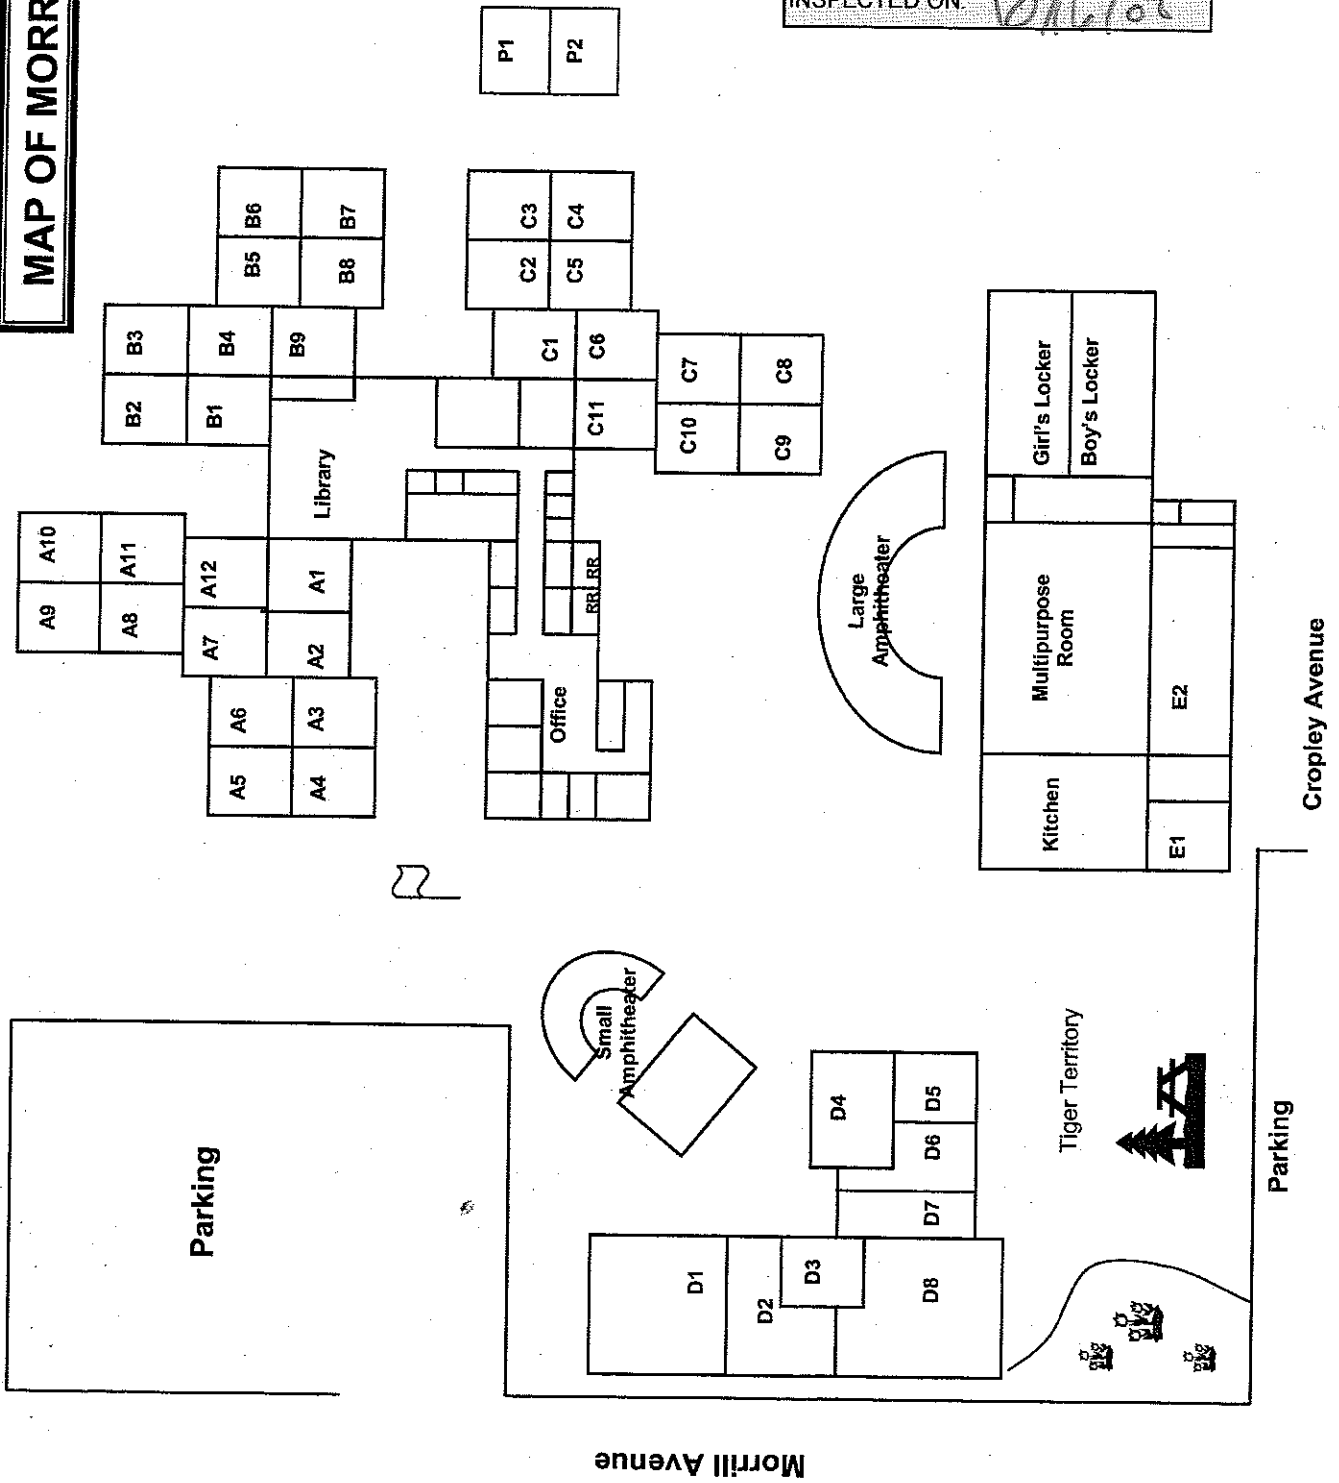 MAP OF MORR
INSPECTED ON:
P1
P2
B6
B7
B5
B8
B3
B4
B9
B2
B1
C3
C4
C2
C5
C1
C6
C7
C8
C11
C10
C9
Library
A10
A11
A9
A8
A12
A1
A7
A2
A6
A3
A5
A4
RR
RR
Office
Large
Amphitheater
Girl's Locker
Boy's Locker
Multipurpose
Room
E2
Kitchen
E1
Cropley Avenue
Small
Amphitheater
Parking
D4
D5
D6
D7
D1
D2
D3
D8
Tiger Territory
Parking
Morrill Avenue